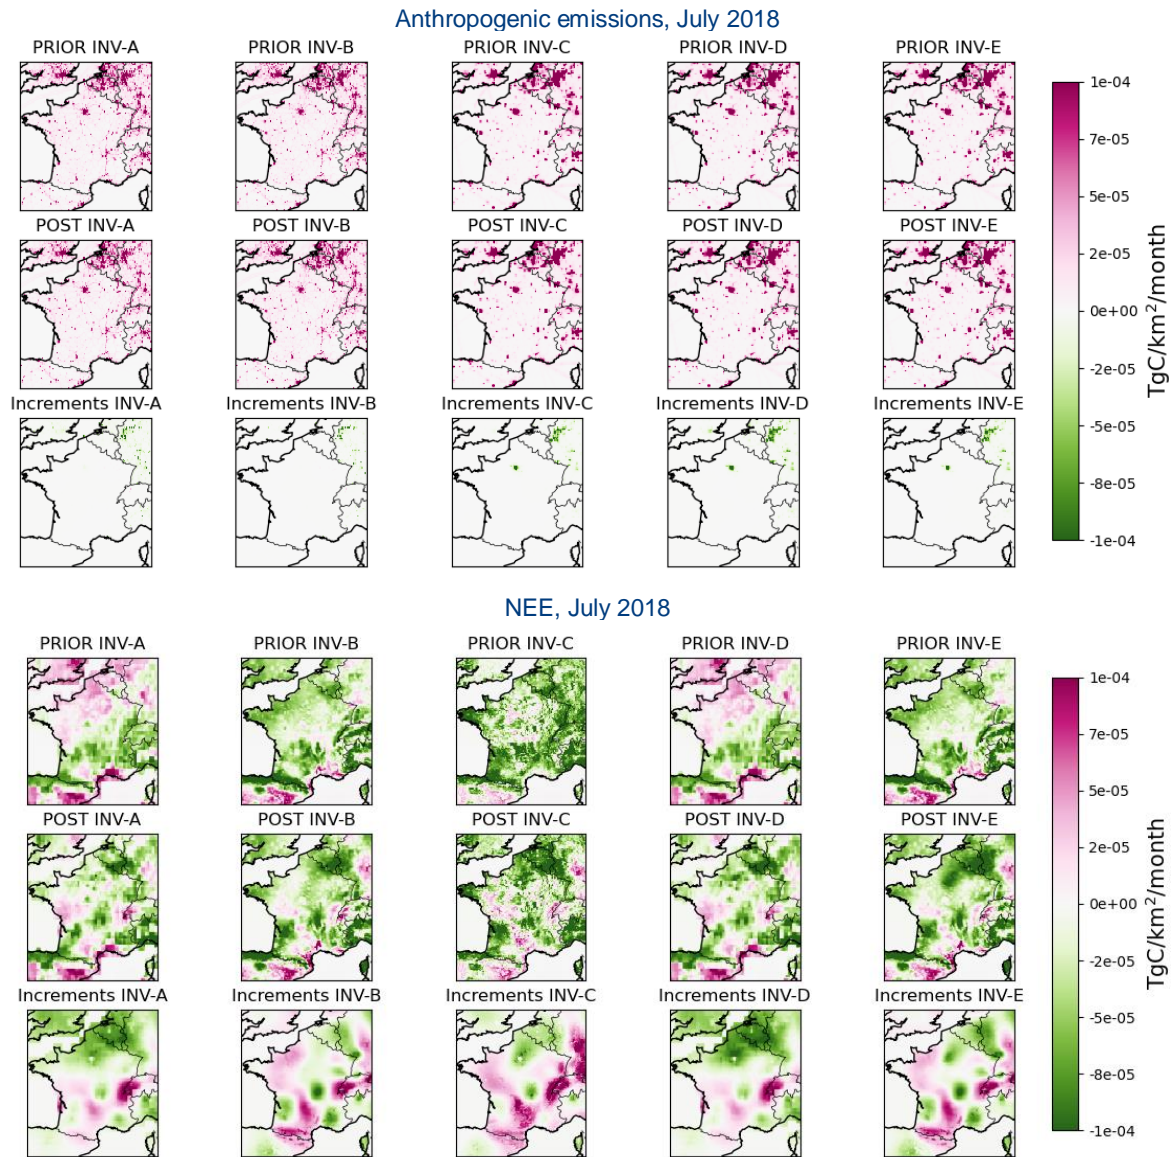 Anthropogenic emissions, July 2018
PRIOR INV-A PRIOR INV-B PRIOR INV-C PRIOR INV-D PRIOR INV-E
POST INV-A POST INV-B POST INV-C POST INV-D POST INV-E
Increments INV-A Increments INV-B Increments INV-C Increments INV-D Increments INV-E
1e-04
7e-05
5e-05
2e-05
0e+00
-2e-05
-5e-05
-8e-05
-1e-04
TgC/km²/month
NEE, July 2018
PRIOR INV-A PRIOR INV-B PRIOR INV-C PRIOR INV-D PRIOR INV-E
POST INV-A POST INV-B POST INV-C POST INV-D POST INV-E
Increments INV-A Increments INV-B Increments INV-C Increments INV-D Increments INV-E
1e-04
7e-05
5e-05
2e-05
0e+00
-2e-05
-5e-05
-8e-05
-1e-04
TgC/km²/month